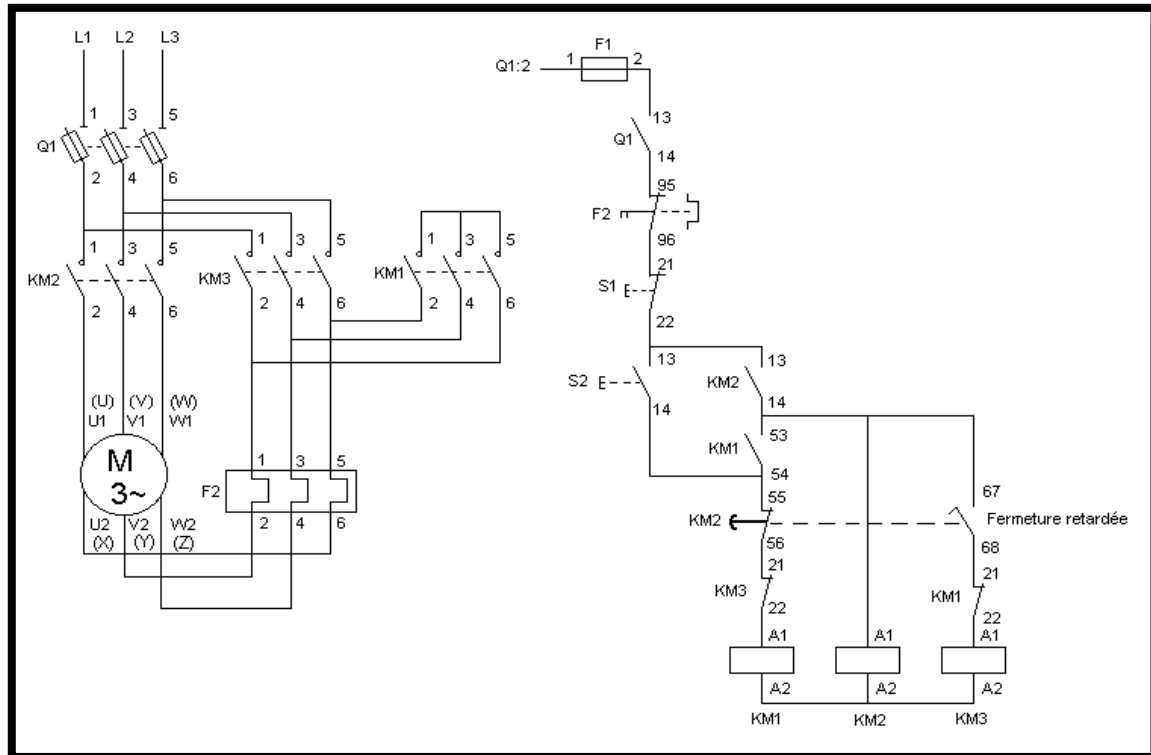 L1 L2 L3
1 3 5
Q1
2 4 6
1 3 5
KM2
2 4 6
1 3 5
KM3
2 4 6
1 3 5
KM1
2 4 6
(U) (V) (W)
U1 V1 W1
M
3~
U2 V2 W2
(X) (Y) (Z)
1 3 5
F2
2 4 6
F1
Q1:2 1 2
13
Q1
14
95
F2
96
21
S1
22
13
S2
14
13
KM2
14
53
KM1
54
55
KM2
56
67
Fermeture retardée
68
21
KM3
22
21
KM1
22
A1 A1 A1
A2 A2 A2
KM1 KM2 KM3